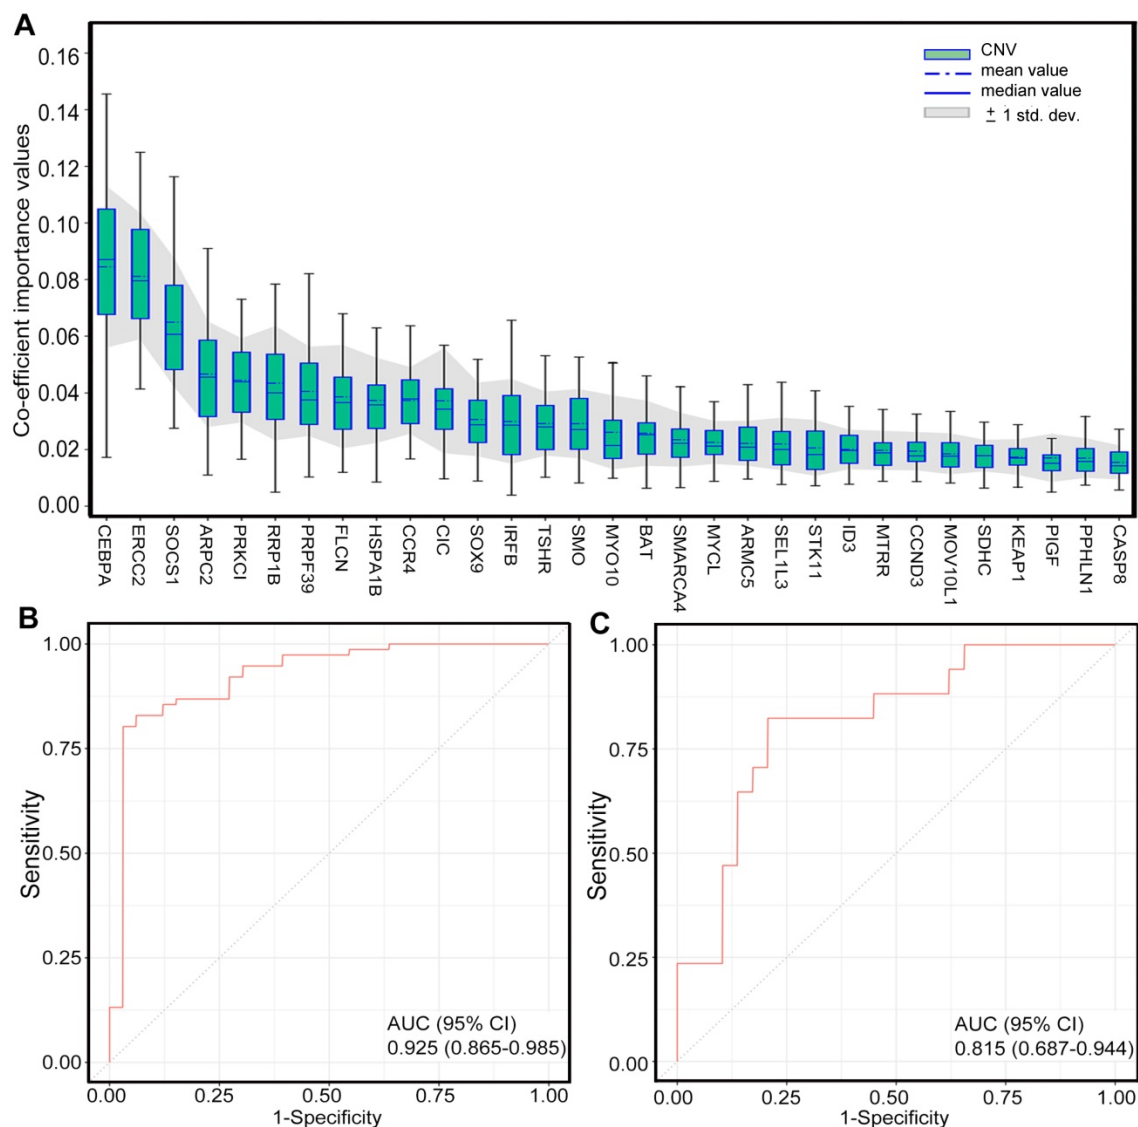 A
Co-efficient importance values
0.16
0.14
0.12
0.10
0.08
0.06
0.04
0.02
0.00
CNV
mean value
median value
± 1 std. dev.
CEBPA
ERCC2
SOCS1
ARPC2
PRKCI
RRP1B
PRPF39
FLCN
HSPA1B
CCR4
CIC
SOX9
IRFB
TSHR
SMO
MYO10
BAT
SMARCA4
MYCL
ARMC5
SEL1L3
STK11
ID3
MTRR
CCND3
MOV10L1
SDHC
KEAP1
PIGF
PPHLN1
CASP8
B
Sensitivity
1.00
0.75
0.50
0.25
0.00
AUC (95% CI)
0.925 (0.865-0.985)
0.00 0.25 0.50 0.75 1.00
1-Specificity
C
Sensitivity
1.00
0.75
0.50
0.25
0.00
AUC (95% CI)
0.815 (0.687-0.944)
0.00 0.25 0.50 0.75 1.00
1-Specificity